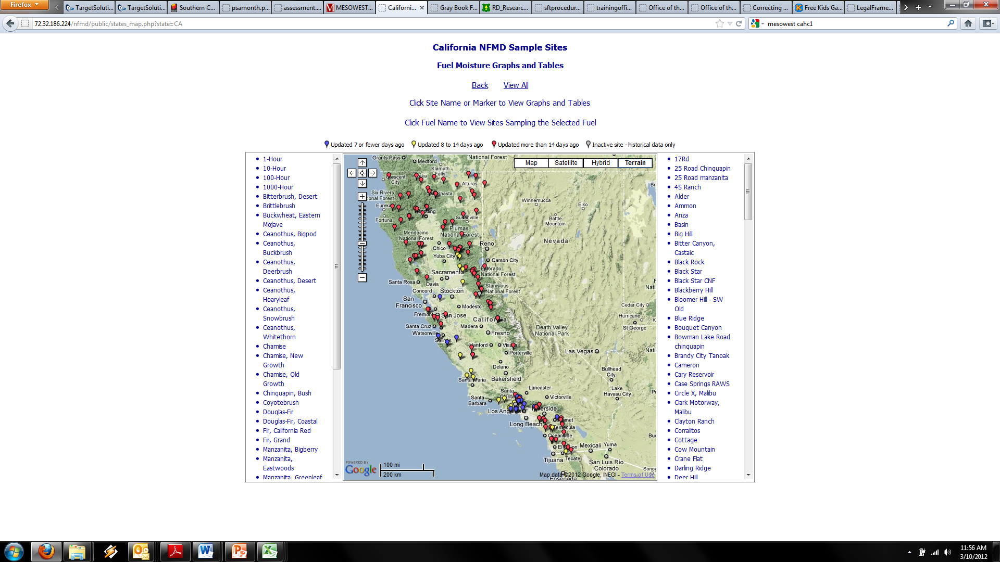 Firefox
TargetSoluti... TargetSoluti... Southern C... psamonth.p... assessment.... MESOWEST... Californi... Gray Book F... RD_Researc... sftprocedur... trainingoffi... Office of th... Office of th... Correcting ... Free Kids Ga... LegalFrame...
72.32.186.224/nfmd/public/states_map.php?state=CA
mesowest cahc1
California NFMD Sample Sites
Fuel Moisture Graphs and Tables
Back View All
Click Site Name or Marker to View Graphs and Tables
Click Fuel Name to View Sites Sampling the Selected Fuel
Updated 7 or fewer days ago Updated 8 to 14 days ago Updated more than 14 days ago Inactive site - historical data only
1-Hour
10-Hour
100-Hour
1000-Hour
Bitterbrush, Desert
Brittlebrush
Buckwheat, Eastern
Mojave
Ceanothus, Bigpod
Ceanothus,
Buckbrush
Ceanothus,
Deerbrush
Ceanothus, Desert
Ceanothus,
Hoaryleaf
Ceanothus,
Snowbrush
Ceanothus,
Whitethorn
Chamise
Chamise, New
Growth
Chamise, Old
Growth
Chinquapin, Bush
Coyotebrush
Douglas-Fir
Douglas-Fir, Coastal
Fir, California Red
Fir, Grand
Manzanita, Bigberry
Manzanita,
Eastwoods
Manzanita, Greenleaf
Map Satellite Hybrid Terrain
Grants Pass
Medford
National Forest
Klamath
Falls
Crescent
City
Alturas
Six Rivers
National Forest
Eureka
Fortuna
Winnemucca
Elko
Battle
Mountain
Susanville
Plumas
National Forest
Mendocino
National Forest
Nevada
Reno
Chico
Yuba City
Carson City
Sacramento
Eldorado
National Forest
Santa Rosa
Davis
Stanislaus
National Forest
Concord
Stockton
San
Francisco
Modesto
Fremont
San Jose
California
Cedar City
Hurricane
St George
Santa Cruz
Madera
Watsonville
Fresno
Death Valley
National Park
Salinas
Hanford
Visalia
Porterville
Las Vegas
Delano
Bullhead
City
Santa Maria
Bakersfield
Lake
Havasu City
Lancaster
Santa
Clarita
Victorville
Santa
Barbara
Los Angeles
Riverside
Long Beach
Hemet
Temecula
Oceanside
El Cajon
Mexicali
Yuma
Tijuana
Tecate
San Luis Rio
Colorado
Ensenada
POWERED BY
Google
100 mi
200 km
Map data ©2012 Google, INEGI - Terms of Use
17Rd
25 Road Chinquapin
25 Road manzanita
4S Ranch
Alder
Ammon
Anza
Basin
Big Hill
Bitter Canyon,
Castaic
Black Rock
Black Star
Black Star CNF
Blackberry Hill
Bloomer Hill - SW
Old
Blue Ridge
Bouquet Canyon
Bowman Lake Road
chinquapin
Brandy City Tanoak
Cameron
Cary Reservoir
Case Springs RAWS
Circle X, Malibu
Clark Motorway,
Malibu
Clayton Ranch
Corralitos
Cottage
Cow Mountain
Crane Flat
Darling Ridge
Deer Hill
11:56 AM
3/10/2012